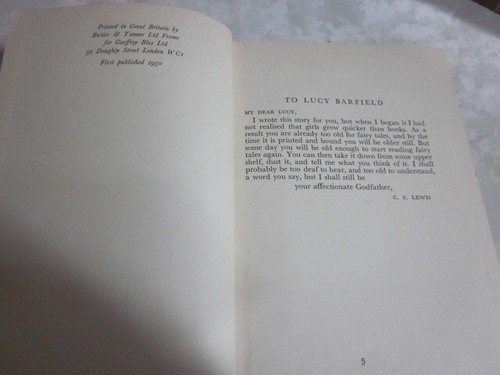 Printed in Great Britain by
Butler & Tanner Ltd Frome
for Geoffrey Bles Ltd
52 Doughty Street London W C 1
First published 1950
TO LUCY BARFIELD
MY DEAR LUCY,
I wrote this story for you, but when I began it I had
not realised that girls grow quicker than books. As a
result you are already too old for fairy tales, and by the
time it is printed and bound you will be older still. But
some day you will be old enough to start reading fairy
tales again. You can then take it down from some upper
shelf, dust it, and tell me what you think of it. I shall
probably be too deaf to hear, and too old to understand,
a word you say, but I shall still be
your affectionate Godfather,
C. S. LEWIS
5